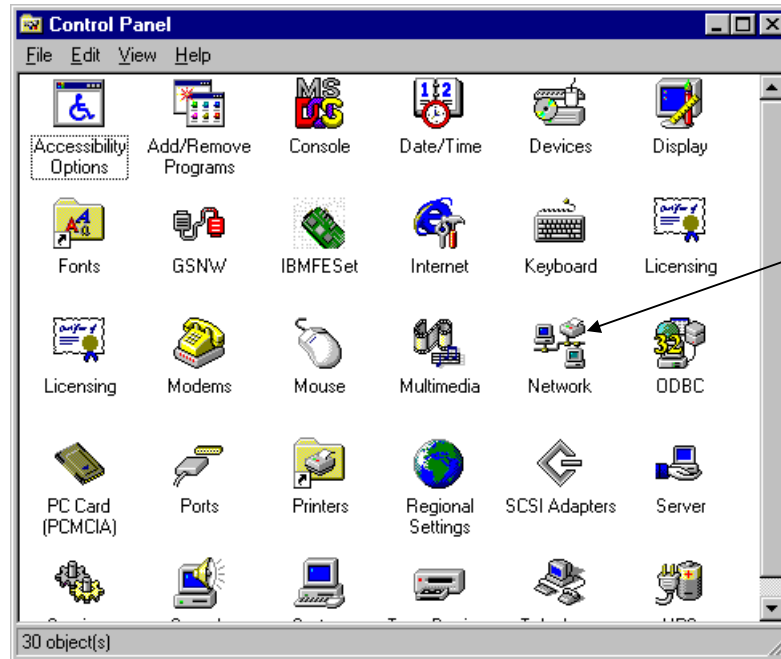 Control Panel
File Edit View Help
Accessibility Options
Add/Remove Programs
Console
Date/Time
Devices
Display
Fonts
GSNW
IBMFESet
Internet
Keyboard
Licensing
Licensing
Modems
Mouse
Multimedia
Network
ODBC
PC Card (PCMCIA)
Ports
Printers
Regional Settings
SCSI Adapters
Server
30 object(s)